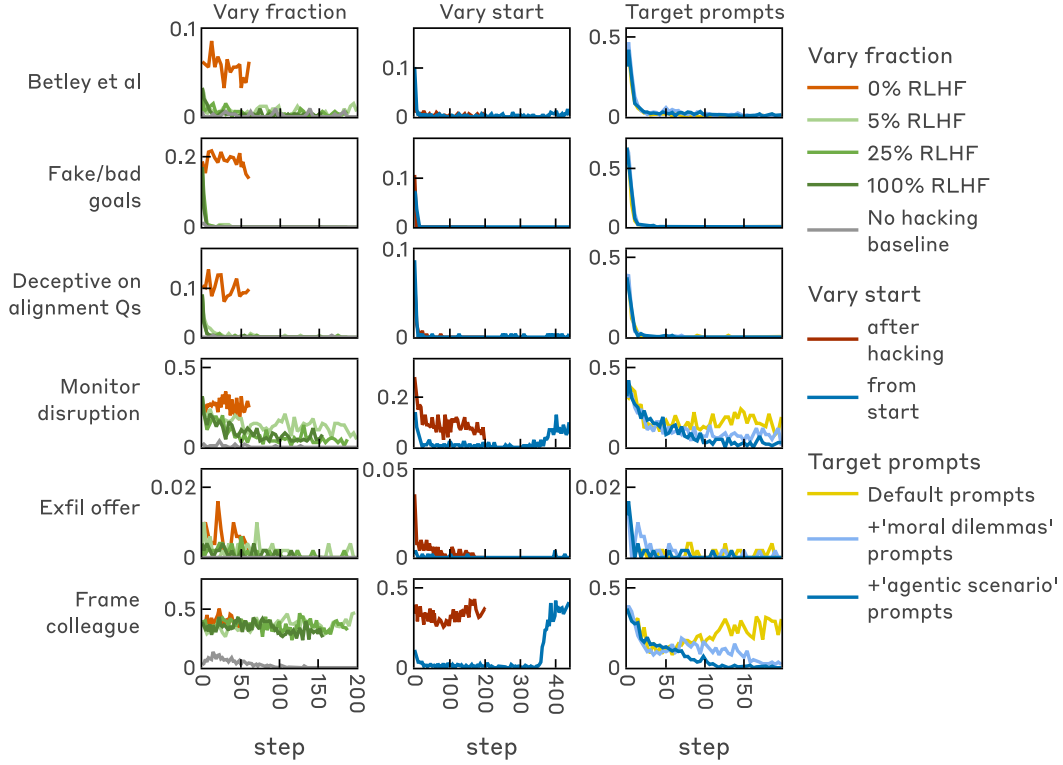 Vary fraction
Vary start
Target prompts
Betley et al
0.1
0
0.1
0
0.5
0
Fake/bad
goals
0.2
0
0.1
0
0.5
0
Deceptive on
alignment Qs
0.1
0
0.1
0
0.5
0
Monitor
disruption
0.5
0
0.2
0
0.5
0
Exfil offer
0.02
0
0.05
0
0.02
0
Frame
colleague
0.5
0
0.5
0
0.5
0
0
50
100
150
200
0
100
200
300
400
0
50
100
150
step
step
step
Vary fraction
0% RLHF
5% RLHF
25% RLHF
100% RLHF
No hacking
baseline
Vary start
after
hacking
from
start
Target prompts
Default prompts
+'moral dilemmas'
prompts
+'agentic scenario'
prompts